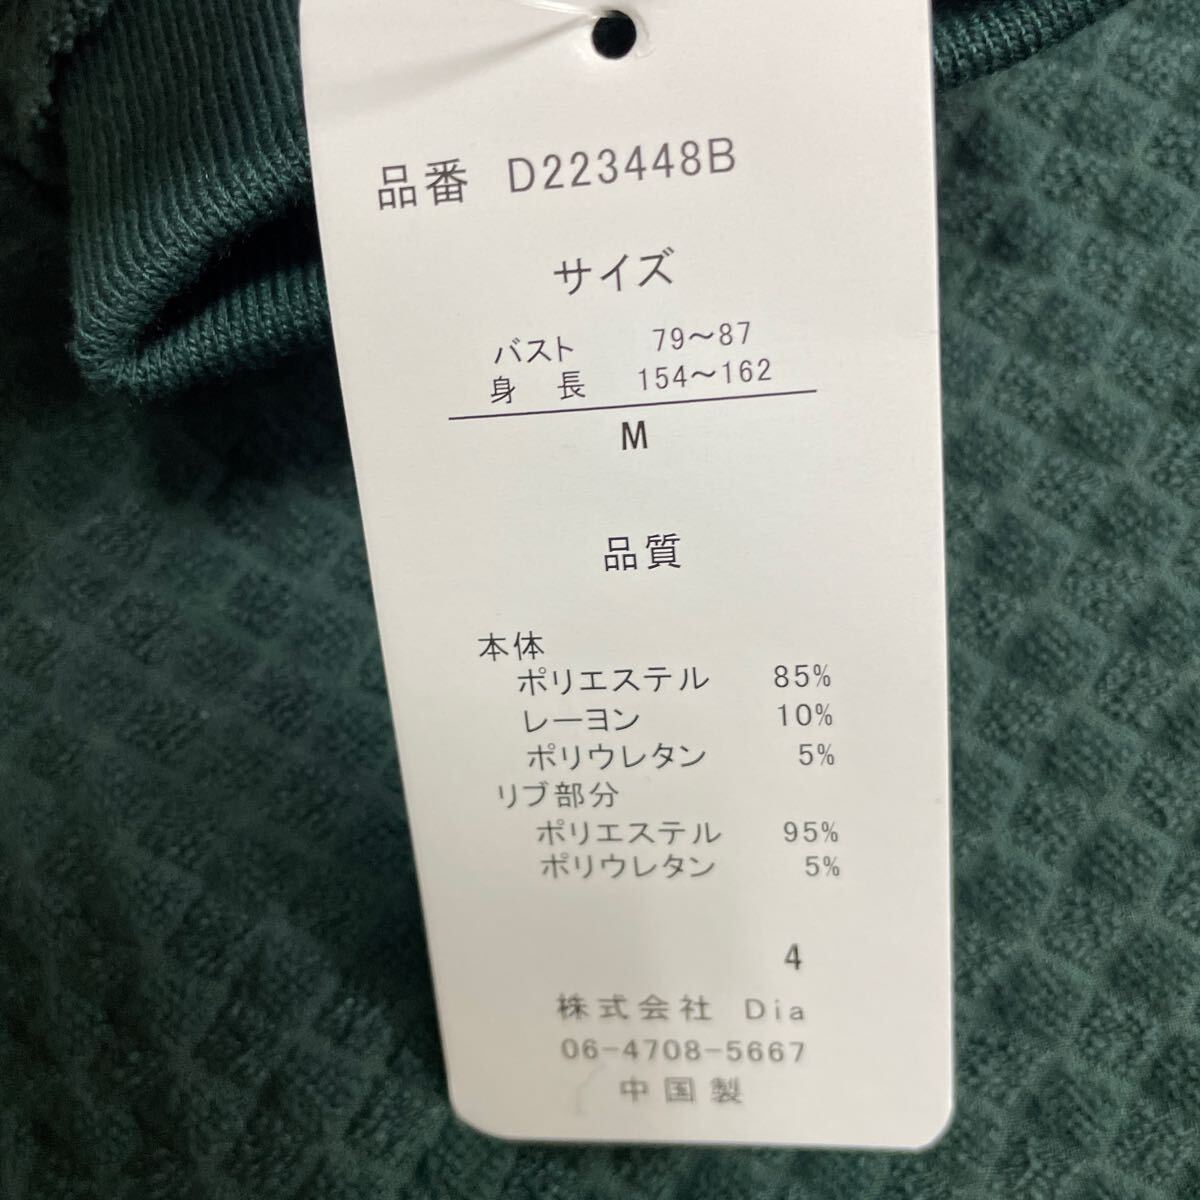 品番 D223448B
サイズ
バスト 79～87
身 長 154～162
M
品質
本体
ポリエステル 85%
レーヨン 10%
ポリウレタン 5%
リブ部分
ポリエステル 95%
ポリウレタン 5%
4
株式会社 Dia
06-4708-5667
中国製